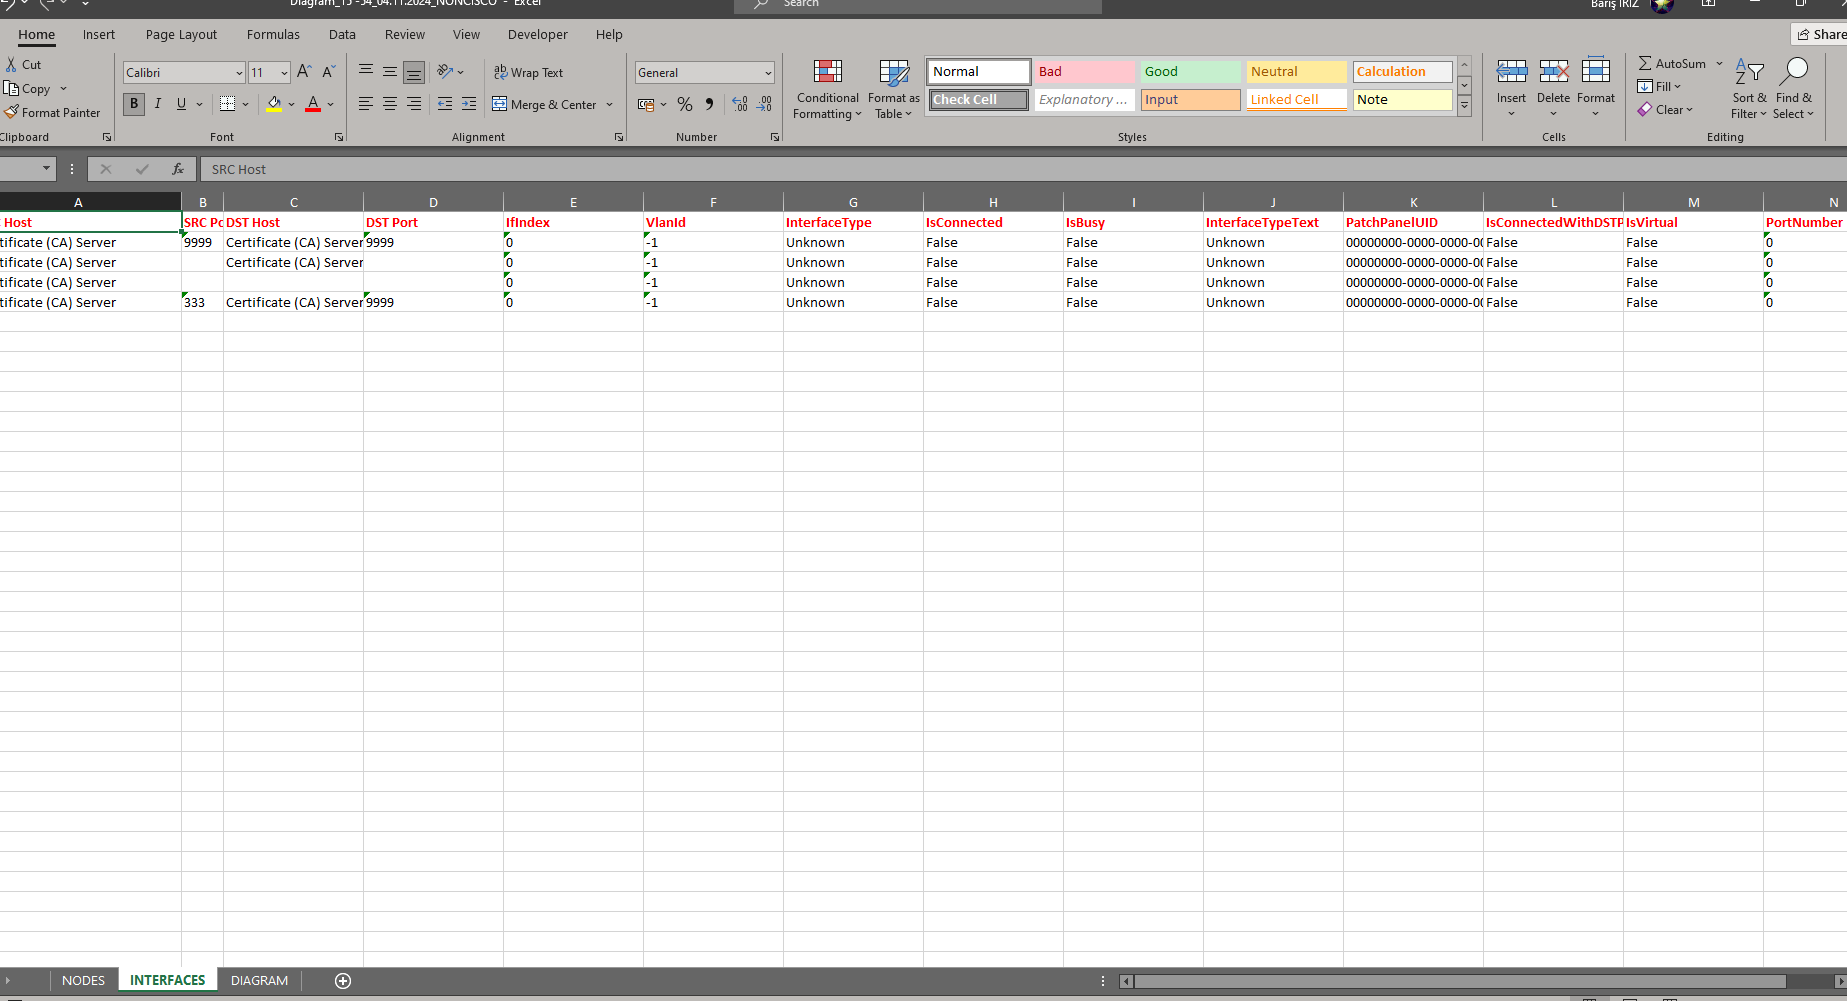 Diagram_15 -54_04.11.2024_NONCISCO - Excel
Search
Barış IRIZ
Home Insert Page Layout Formulas Data Review View Developer Help
Share
Cut
Copy
Format Painter
Clipboard
Calibri 11
B I U
Font
Wrap Text
Merge & Center
Alignment
General
Number
Conditional Formatting
Format as Table
Normal Bad Good Neutral Calculation
Check Cell Explanatory ... Input Linked Cell Note
Styles
Insert Delete Format
Cells
AutoSum
Fill
Clear
Sort & Filter
Find & Select
Editing
fx SRC Host
A B C D E F G H I J K L M N
Host SRC Po DST Host DST Port IfIndex VlanId InterfaceType IsConnected IsBusy InterfaceTypeText PatchPanelUID IsConnectedWithDSTP IsVirtual PortNumber
tificate (CA) Server 9999 Certificate (CA) Server 9999 0 -1 Unknown False False Unknown 00000000-0000-0000-00 False False 0
tificate (CA) Server Certificate (CA) Server 0 -1 Unknown False False Unknown 00000000-0000-0000-00 False False 0
tificate (CA) Server 0 -1 Unknown False False Unknown 00000000-0000-0000-00 False False 0
tificate (CA) Server 333 Certificate (CA) Server 9999 0 -1 Unknown False False Unknown 00000000-0000-0000-00 False False 0
NODES INTERFACES DIAGRAM